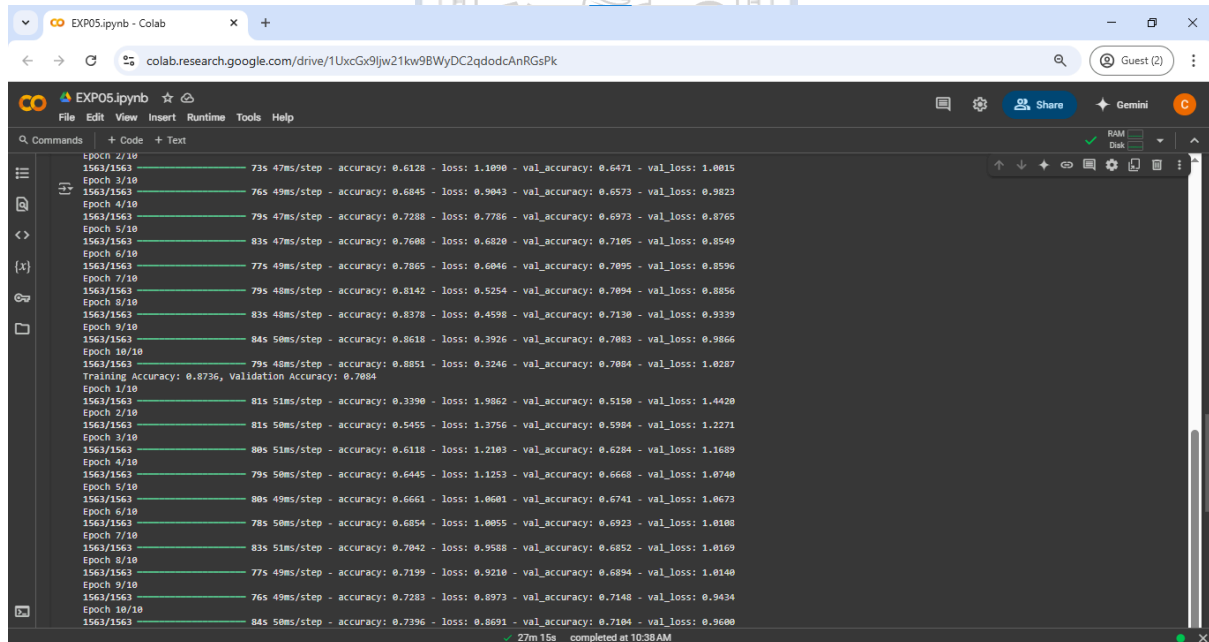 EXP05.ipynb - Colab
colab.research.google.com/drive/1UxcGx9ljw21kw9BWyDC2qdodcAnRGsPk
Guest (2)
EXP05.ipynb
Share
Gemini
C
File Edit View Insert Runtime Tools Help
Commands + Code + Text
RAM
Disk
Epoch 2/10
1563/1563 73s 47ms/step - accuracy: 0.6128 - loss: 1.1090 - val_accuracy: 0.6471 - val_loss: 1.0015
Epoch 3/10
1563/1563 76s 49ms/step - accuracy: 0.6845 - loss: 0.9043 - val_accuracy: 0.6573 - val_loss: 0.9823
Epoch 4/10
1563/1563 79s 47ms/step - accuracy: 0.7288 - loss: 0.7786 - val_accuracy: 0.6973 - val_loss: 0.8765
Epoch 5/10
1563/1563 83s 47ms/step - accuracy: 0.7608 - loss: 0.6820 - val_accuracy: 0.7105 - val_loss: 0.8549
Epoch 6/10
1563/1563 77s 49ms/step - accuracy: 0.7865 - loss: 0.6046 - val_accuracy: 0.7095 - val_loss: 0.8596
Epoch 7/10
1563/1563 79s 48ms/step - accuracy: 0.8142 - loss: 0.5254 - val_accuracy: 0.7094 - val_loss: 0.8856
Epoch 8/10
1563/1563 83s 48ms/step - accuracy: 0.8378 - loss: 0.4598 - val_accuracy: 0.7130 - val_loss: 0.9339
Epoch 9/10
1563/1563 84s 50ms/step - accuracy: 0.8618 - loss: 0.3926 - val_accuracy: 0.7083 - val_loss: 0.9866
Epoch 10/10
1563/1563 79s 48ms/step - accuracy: 0.8851 - loss: 0.3246 - val_accuracy: 0.7084 - val_loss: 1.0287
Training Accuracy: 0.8736, Validation Accuracy: 0.7084
Epoch 1/10
1563/1563 81s 51ms/step - accuracy: 0.3390 - loss: 1.9862 - val_accuracy: 0.5150 - val_loss: 1.4420
Epoch 2/10
1563/1563 81s 50ms/step - accuracy: 0.5455 - loss: 1.3756 - val_accuracy: 0.5984 - val_loss: 1.2271
Epoch 3/10
1563/1563 80s 51ms/step - accuracy: 0.6118 - loss: 1.2103 - val_accuracy: 0.6284 - val_loss: 1.1689
Epoch 4/10
1563/1563 79s 50ms/step - accuracy: 0.6445 - loss: 1.1253 - val_accuracy: 0.6668 - val_loss: 1.0740
Epoch 5/10
1563/1563 80s 49ms/step - accuracy: 0.6661 - loss: 1.0601 - val_accuracy: 0.6741 - val_loss: 1.0673
Epoch 6/10
1563/1563 78s 50ms/step - accuracy: 0.6854 - loss: 1.0055 - val_accuracy: 0.6923 - val_loss: 1.0108
Epoch 7/10
1563/1563 83s 51ms/step - accuracy: 0.7042 - loss: 0.9588 - val_accuracy: 0.6852 - val_loss: 1.0169
Epoch 8/10
1563/1563 77s 49ms/step - accuracy: 0.7199 - loss: 0.9210 - val_accuracy: 0.6894 - val_loss: 1.0140
Epoch 9/10
1563/1563 76s 49ms/step - accuracy: 0.7283 - loss: 0.8973 - val_accuracy: 0.7148 - val_loss: 0.9434
Epoch 10/10
1563/1563 84s 50ms/step - accuracy: 0.7396 - loss: 0.8691 - val_accuracy: 0.7104 - val_loss: 0.9600
27m 15s completed at 10:38 AM